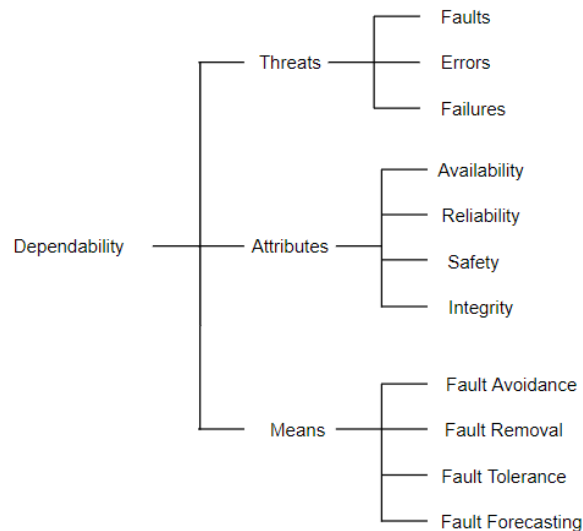 Dependability
Threats
Faults
Errors
Failures
Attributes
Availability
Reliability
Safety
Integrity
Means
Fault Avoidance
Fault Removal
Fault Tolerance
Fault Forecasting